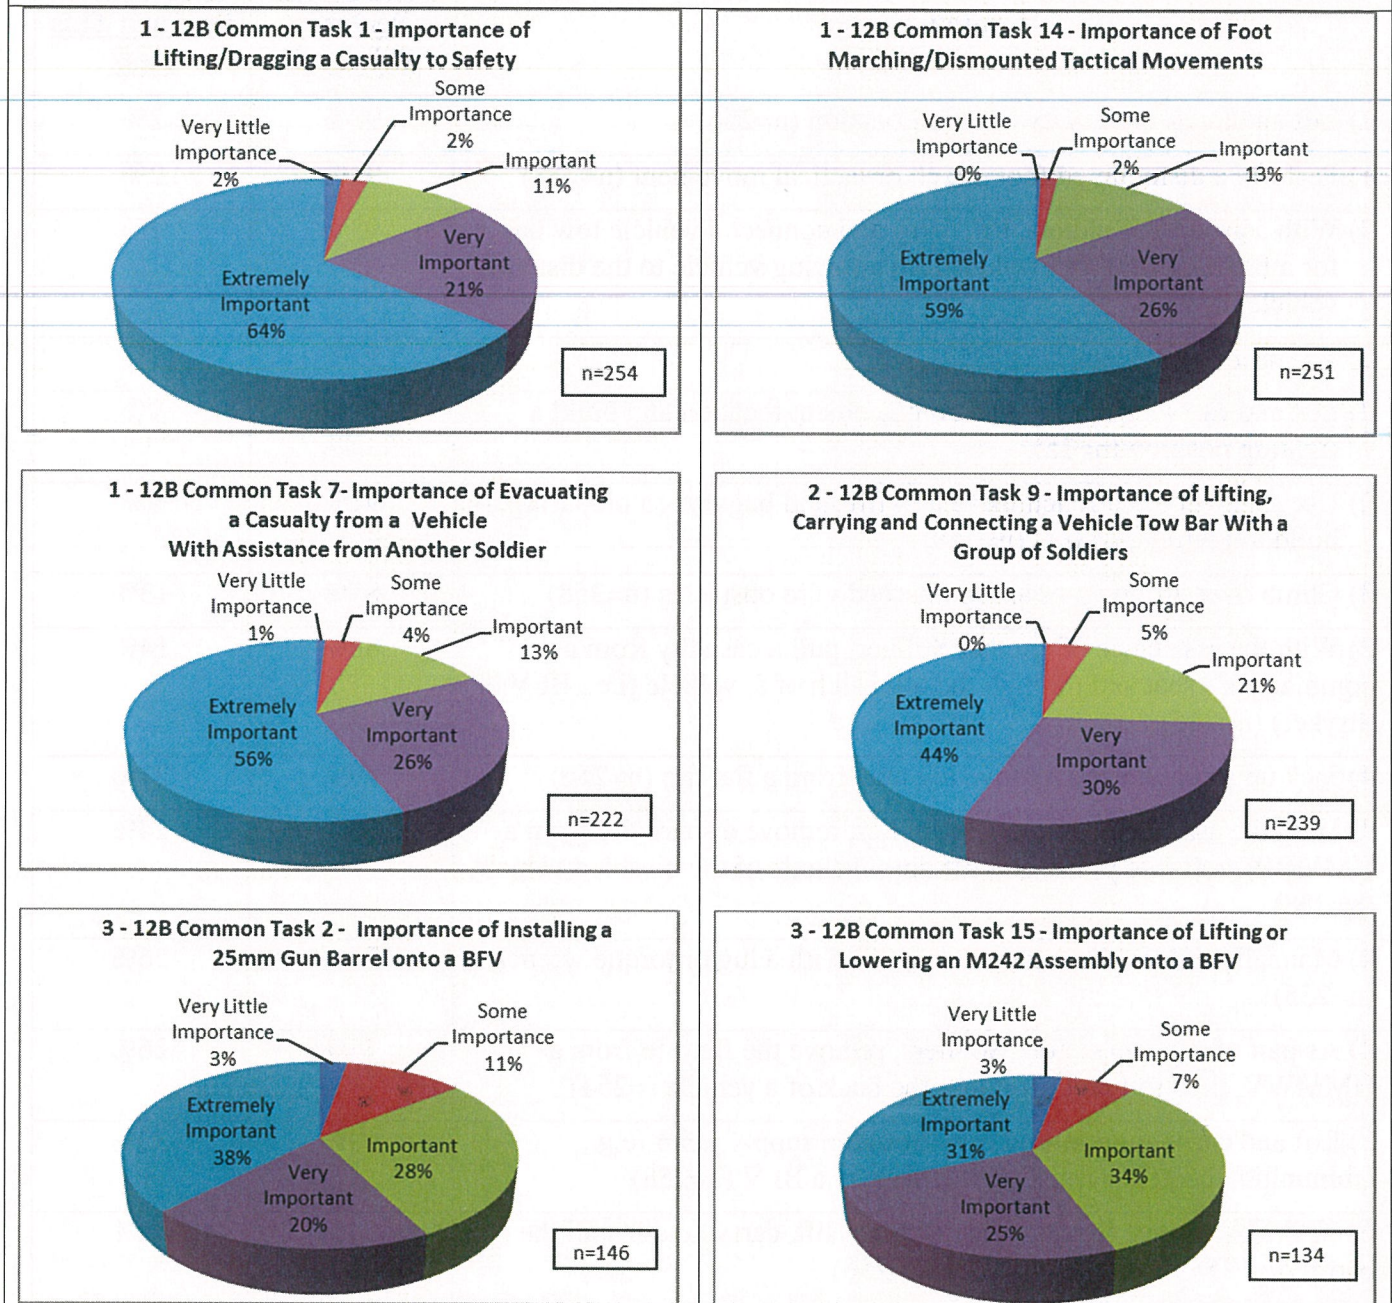 1 - 12B Common Task 1 - Importance of
Lifting/Dragging a Casualty to Safety
Some
Importance
2%
Very Little
Importance
2%
Important
11%
Very
Important
21%
Extremely
Important
64%
n=254
1 - 12B Common Task 14 - Importance of Foot
Marching/Dismounted Tactical Movements
Very Little
Importance
0%
Some
Importance
2%
Important
13%
Extremely
Important
59%
Very
Important
26%
n=251
1 - 12B Common Task 7- Importance of Evacuating
a Casualty from a Vehicle
With Assistance from Another Soldier
Very Little
Importance
1%
Some
Importance
4%
Important
13%
Extremely
Important
56%
Very
Important
26%
n=222
2 - 12B Common Task 9 - Importance of Lifting,
Carrying and Connecting a Vehicle Tow Bar With a
Group of Soldiers
Very Little
Importance
0%
Some
Importance
5%
Important
21%
Extremely
Important
44%
Very
Important
30%
n=239
3 - 12B Common Task 2 - Importance of Installing a
25mm Gun Barrel onto a BFV
Very Little
Importance
3%
Some
Importance
11%
Extremely
Important
38%
Important
28%
Very
Important
20%
n=146
3 - 12B Common Task 15 - Importance of Lifting or
Lowering an M242 Assembly onto a BFV
Very Little
Importance
3%
Some
Importance
7%
Extremely
Important
31%
Important
34%
Very
Important
25%
n=134